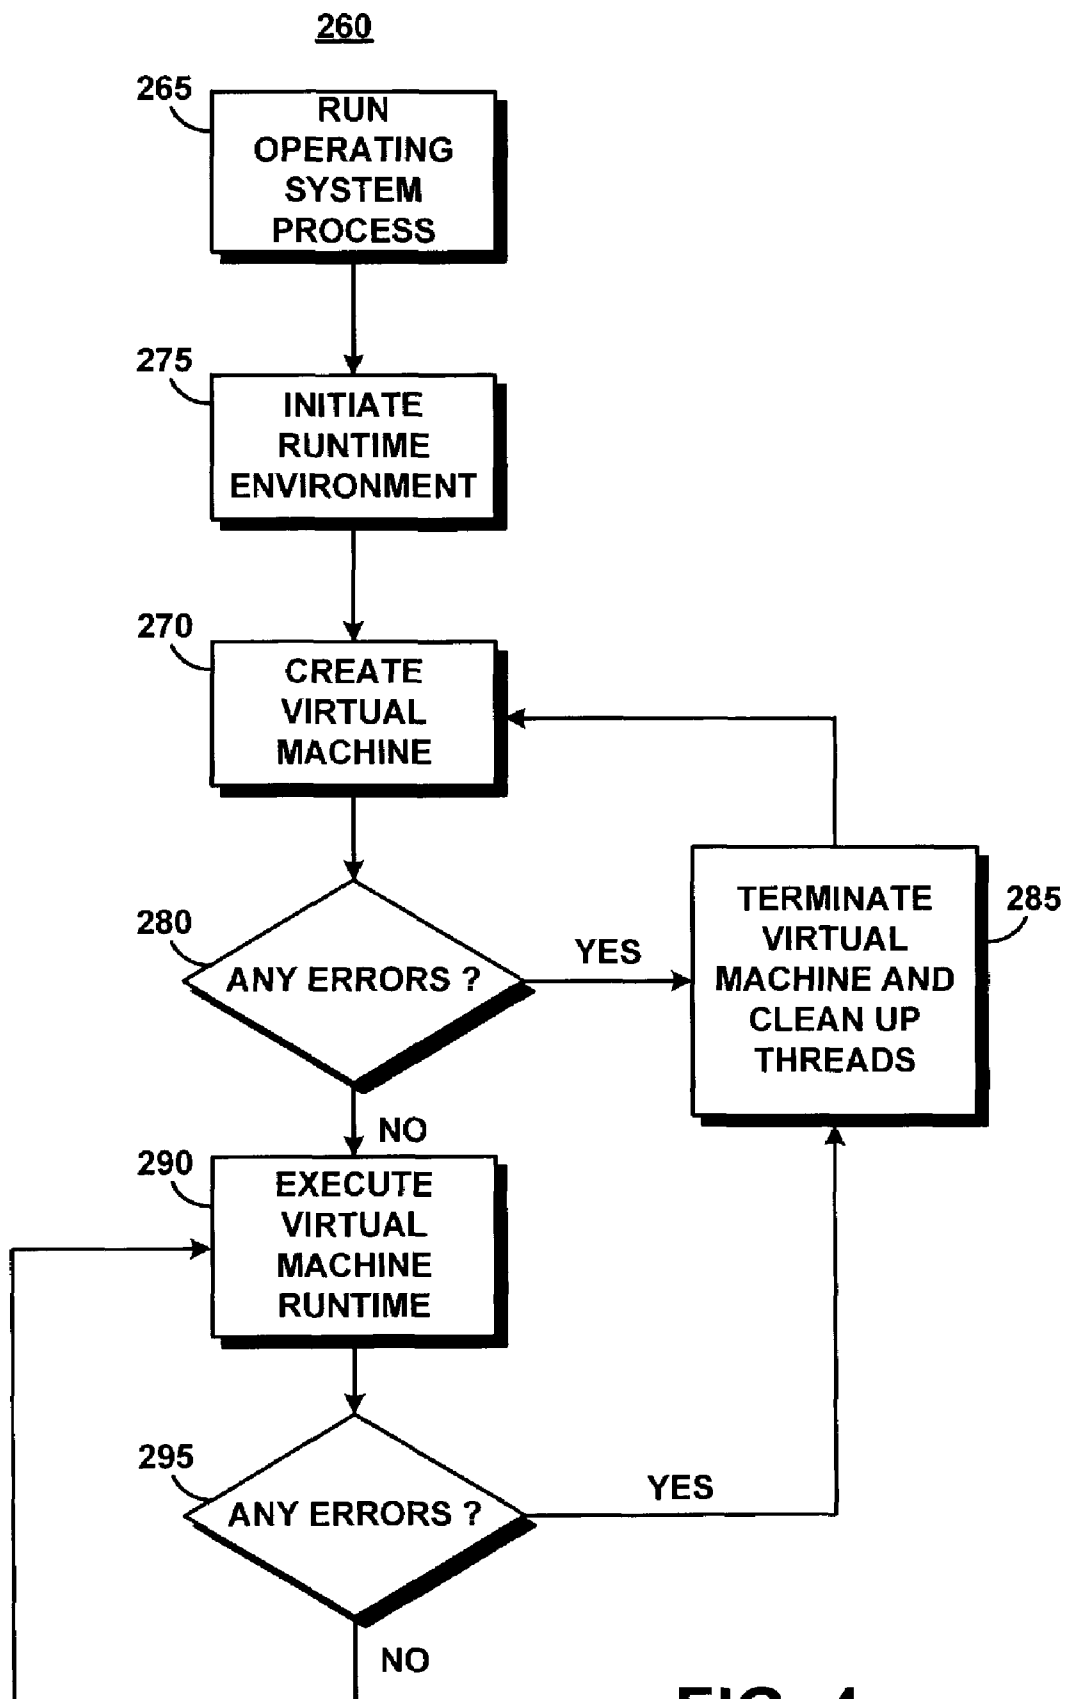 260
265
RUN
OPERATING
SYSTEM
PROCESS
275
INITIATE
RUNTIME
ENVIRONMENT
270
CREATE
VIRTUAL
MACHINE
280
ANY ERRORS ?
YES
TERMINATE
VIRTUAL
MACHINE AND
CLEAN UP
THREADS
285
NO
290
EXECUTE
VIRTUAL
MACHINE
RUNTIME
295
ANY ERRORS ?
YES
NO